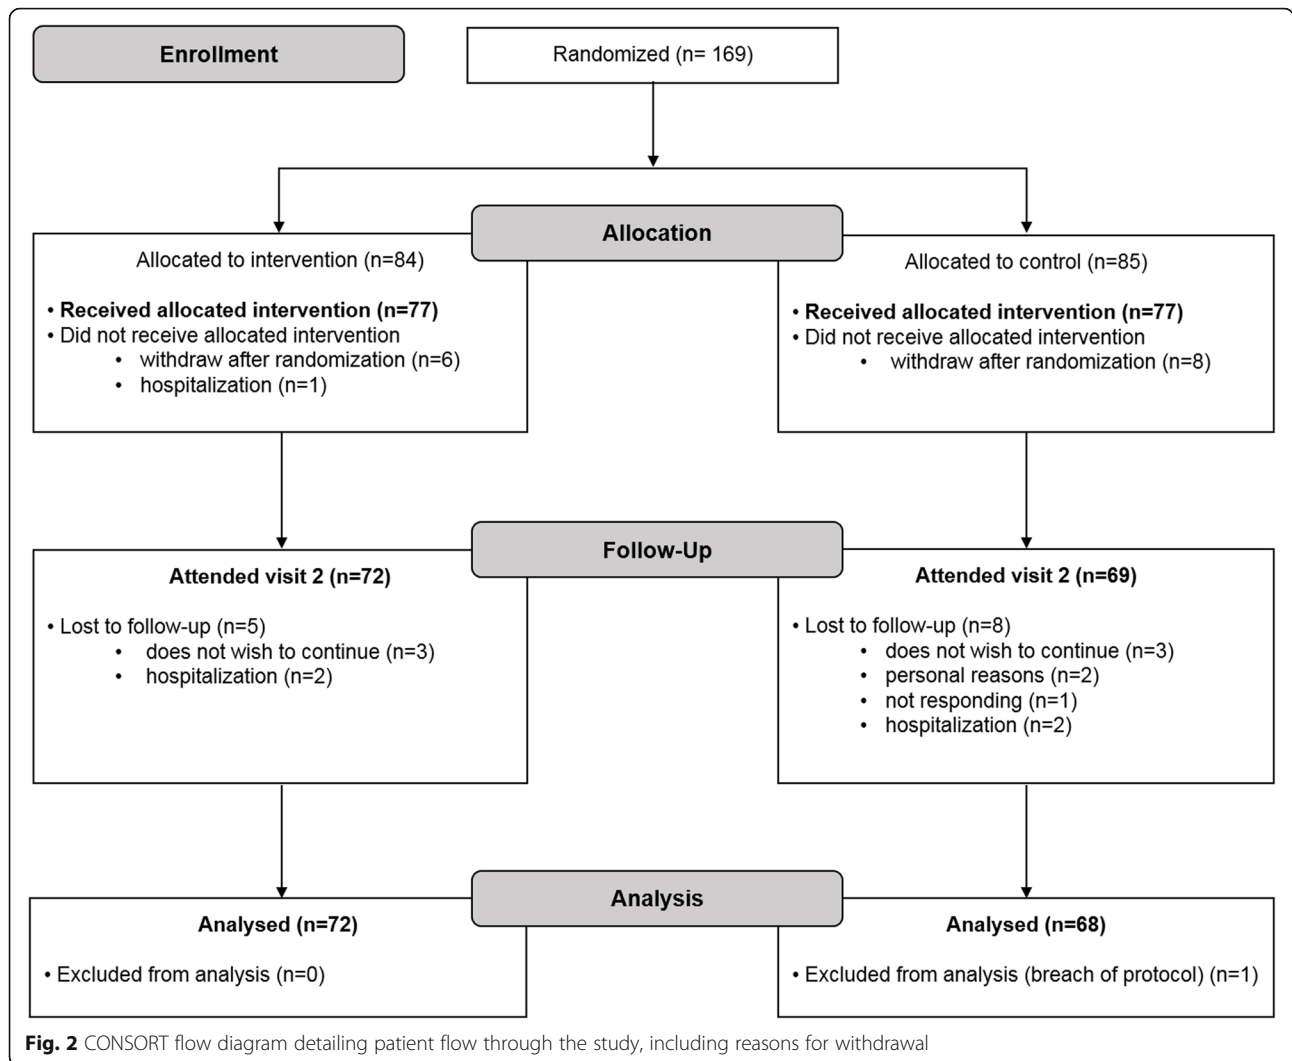 Enrollment
Randomized (n= 169)
Allocation
Allocated to intervention (n=84)
• Received allocated intervention (n=77)
• Did not receive allocated intervention
• withdraw after randomization (n=6)
• hospitalization (n=1)
Allocated to control (n=85)
• Received allocated intervention (n=77)
• Did not receive allocated intervention
• withdraw after randomization (n=8)
Follow-Up
Attended visit 2 (n=72)
• Lost to follow-up (n=5)
• does not wish to continue (n=3)
• hospitalization (n=2)
Attended visit 2 (n=69)
• Lost to follow-up (n=8)
• does not wish to continue (n=3)
• personal reasons (n=2)
• not responding (n=1)
• hospitalization (n=2)
Analysis
Analysed (n=72)
• Excluded from analysis (n=0)
Analysed (n=68)
• Excluded from analysis (breach of protocol) (n=1)
Fig. 2 CONSORT flow diagram detailing patient flow through the study, including reasons for withdrawal